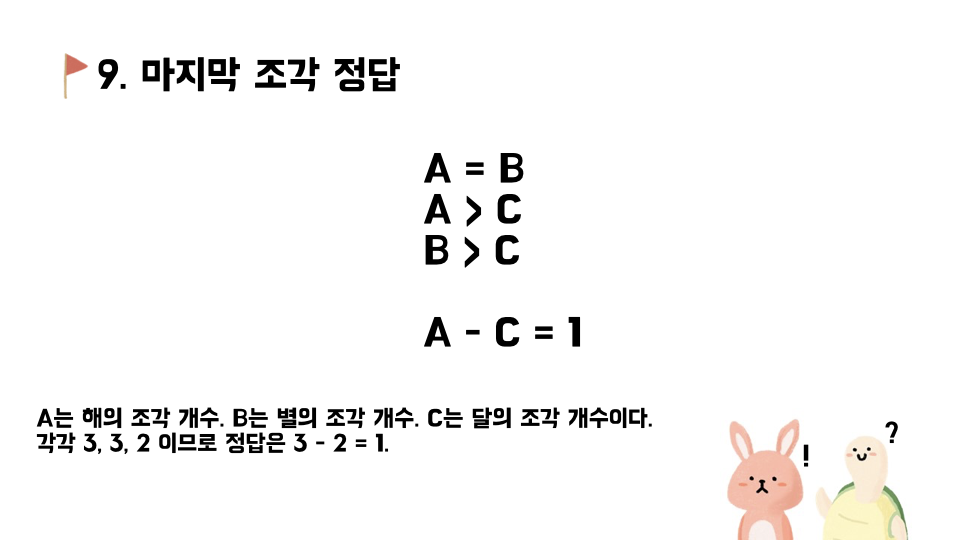 9. 마지막 조각 정답
A = B
A > C
B > C
A - C = 1
A는 해의 조각 개수. B는 별의 조각 개수. C는 달의 조각 개수이다.
각각 3, 3, 2 이므로 정답은 3 - 2 = 1.
!
?